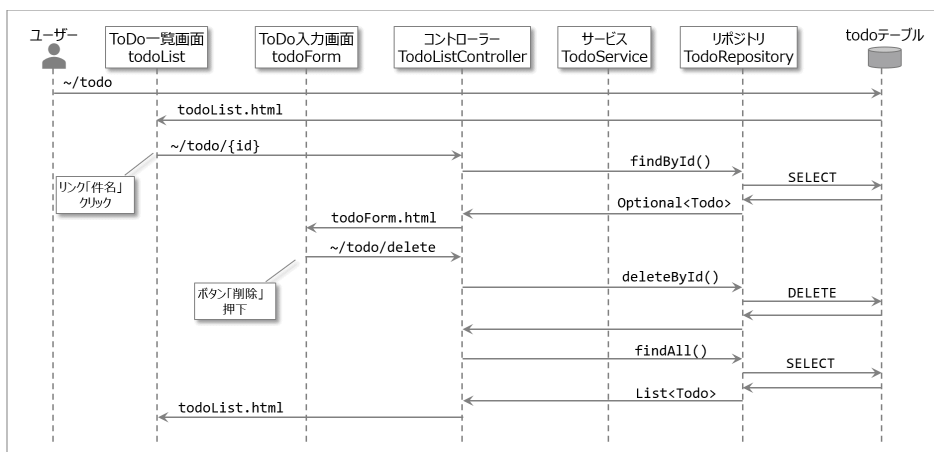 ユーザー
ToDo一覧画面
todoList
ToDo入力画面
todoForm
コントローラー
TodoListController
サービス
TodoService
リポジトリ
TodoRepository
todoテーブル
~/todo
todoList.html
~/todo/{id}
リンク「件名」
クリック
findById()
SELECT
Optional<Todo>
todoForm.html
~/todo/delete
ボタン「削除」
押下
deleteById()
DELETE
findAll()
SELECT
List<Todo>
todoList.html